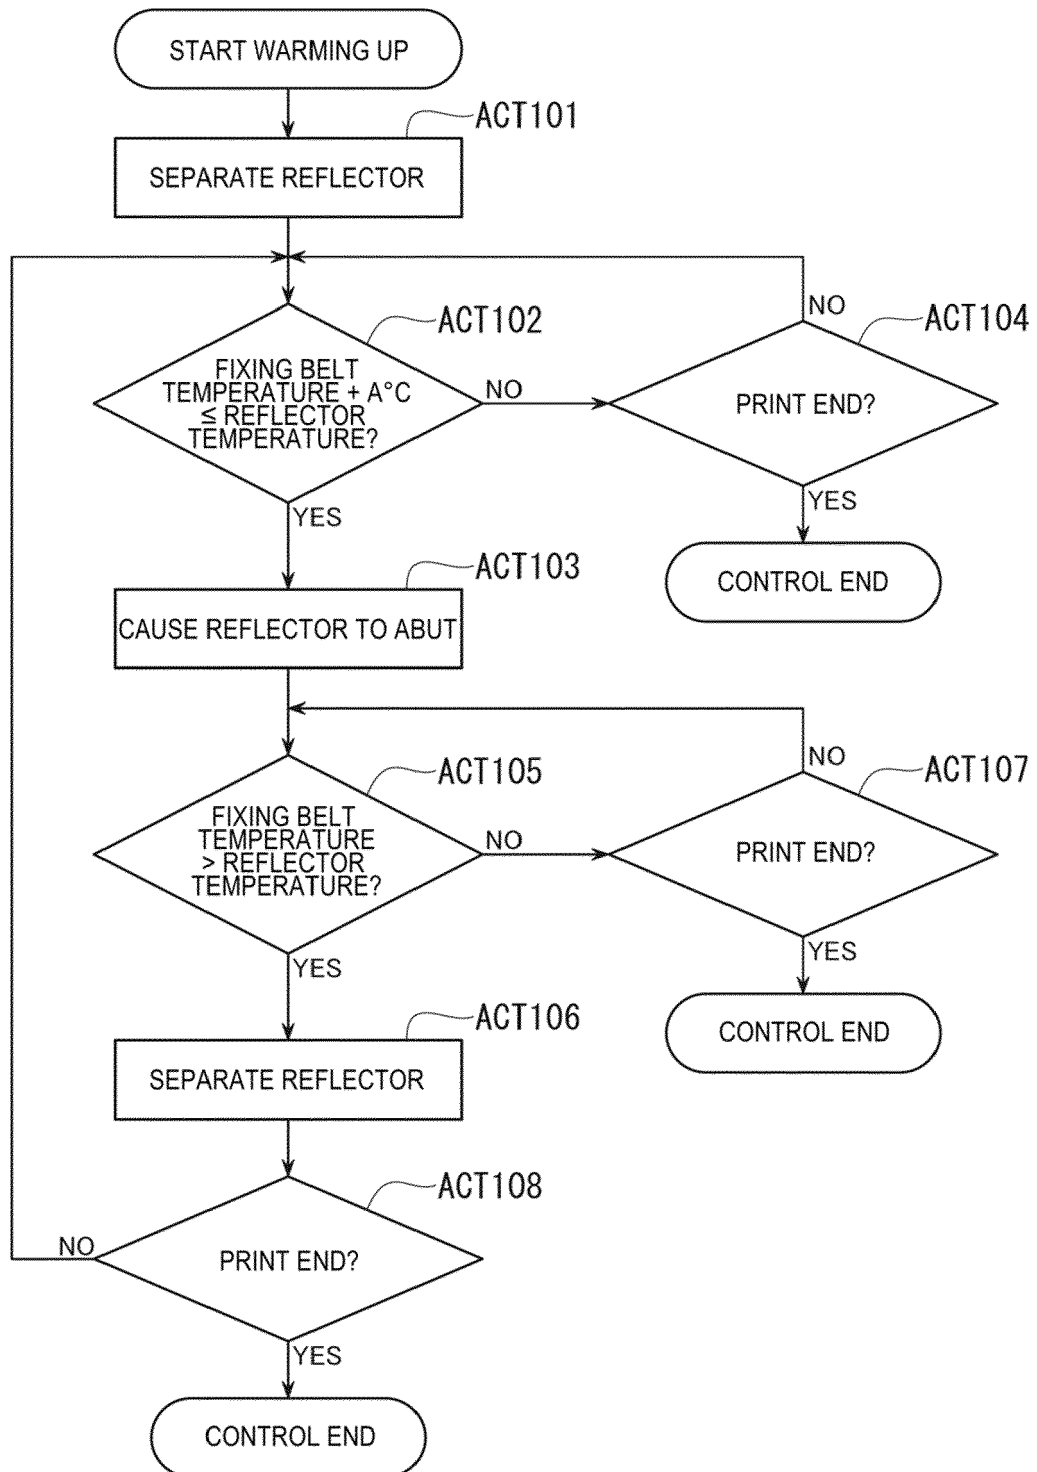 START WARMING UP
ACT101
SEPARATE REFLECTOR
NO
ACT102
ACT104
FIXING BELT
TEMPERATURE + A°C
≤ REFLECTOR
TEMPERATURE?
NO
PRINT END?
YES
YES
ACT103
CONTROL END
CAUSE REFLECTOR TO ABUT
NO
ACT105
ACT107
FIXING BELT
TEMPERATURE
> REFLECTOR
TEMPERATURE?
NO
PRINT END?
YES
YES
ACT106
CONTROL END
SEPARATE REFLECTOR
ACT108
NO
PRINT END?
YES
CONTROL END